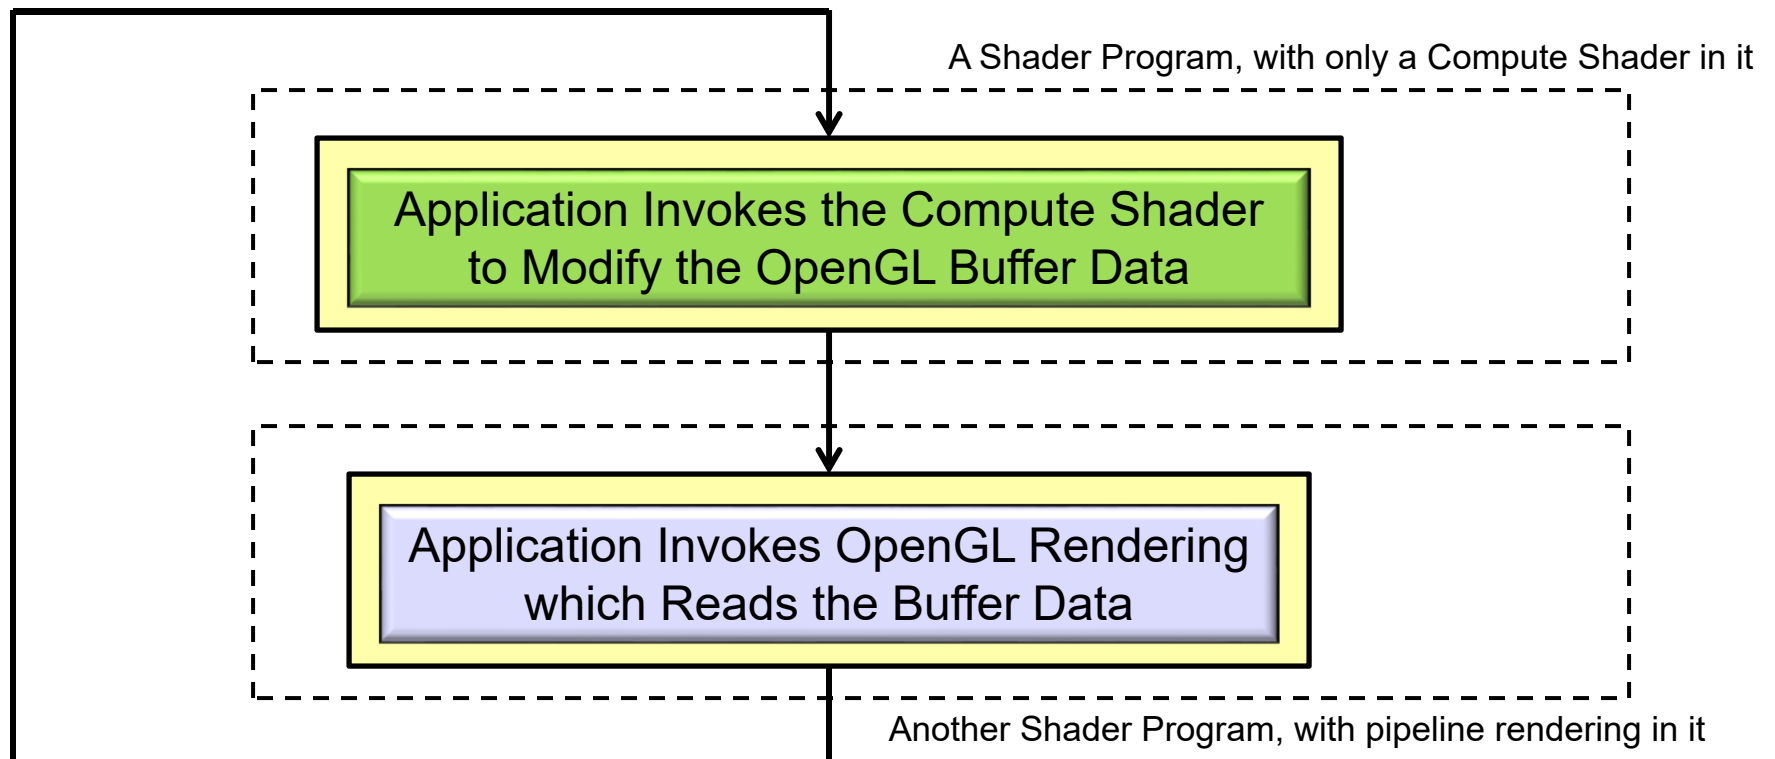 A Shader Program, with only a Compute Shader in it
Application Invokes the Compute Shader
to Modify the OpenGL Buffer Data
Application Invokes OpenGL Rendering
which Reads the Buffer Data
Another Shader Program, with pipeline rendering in it